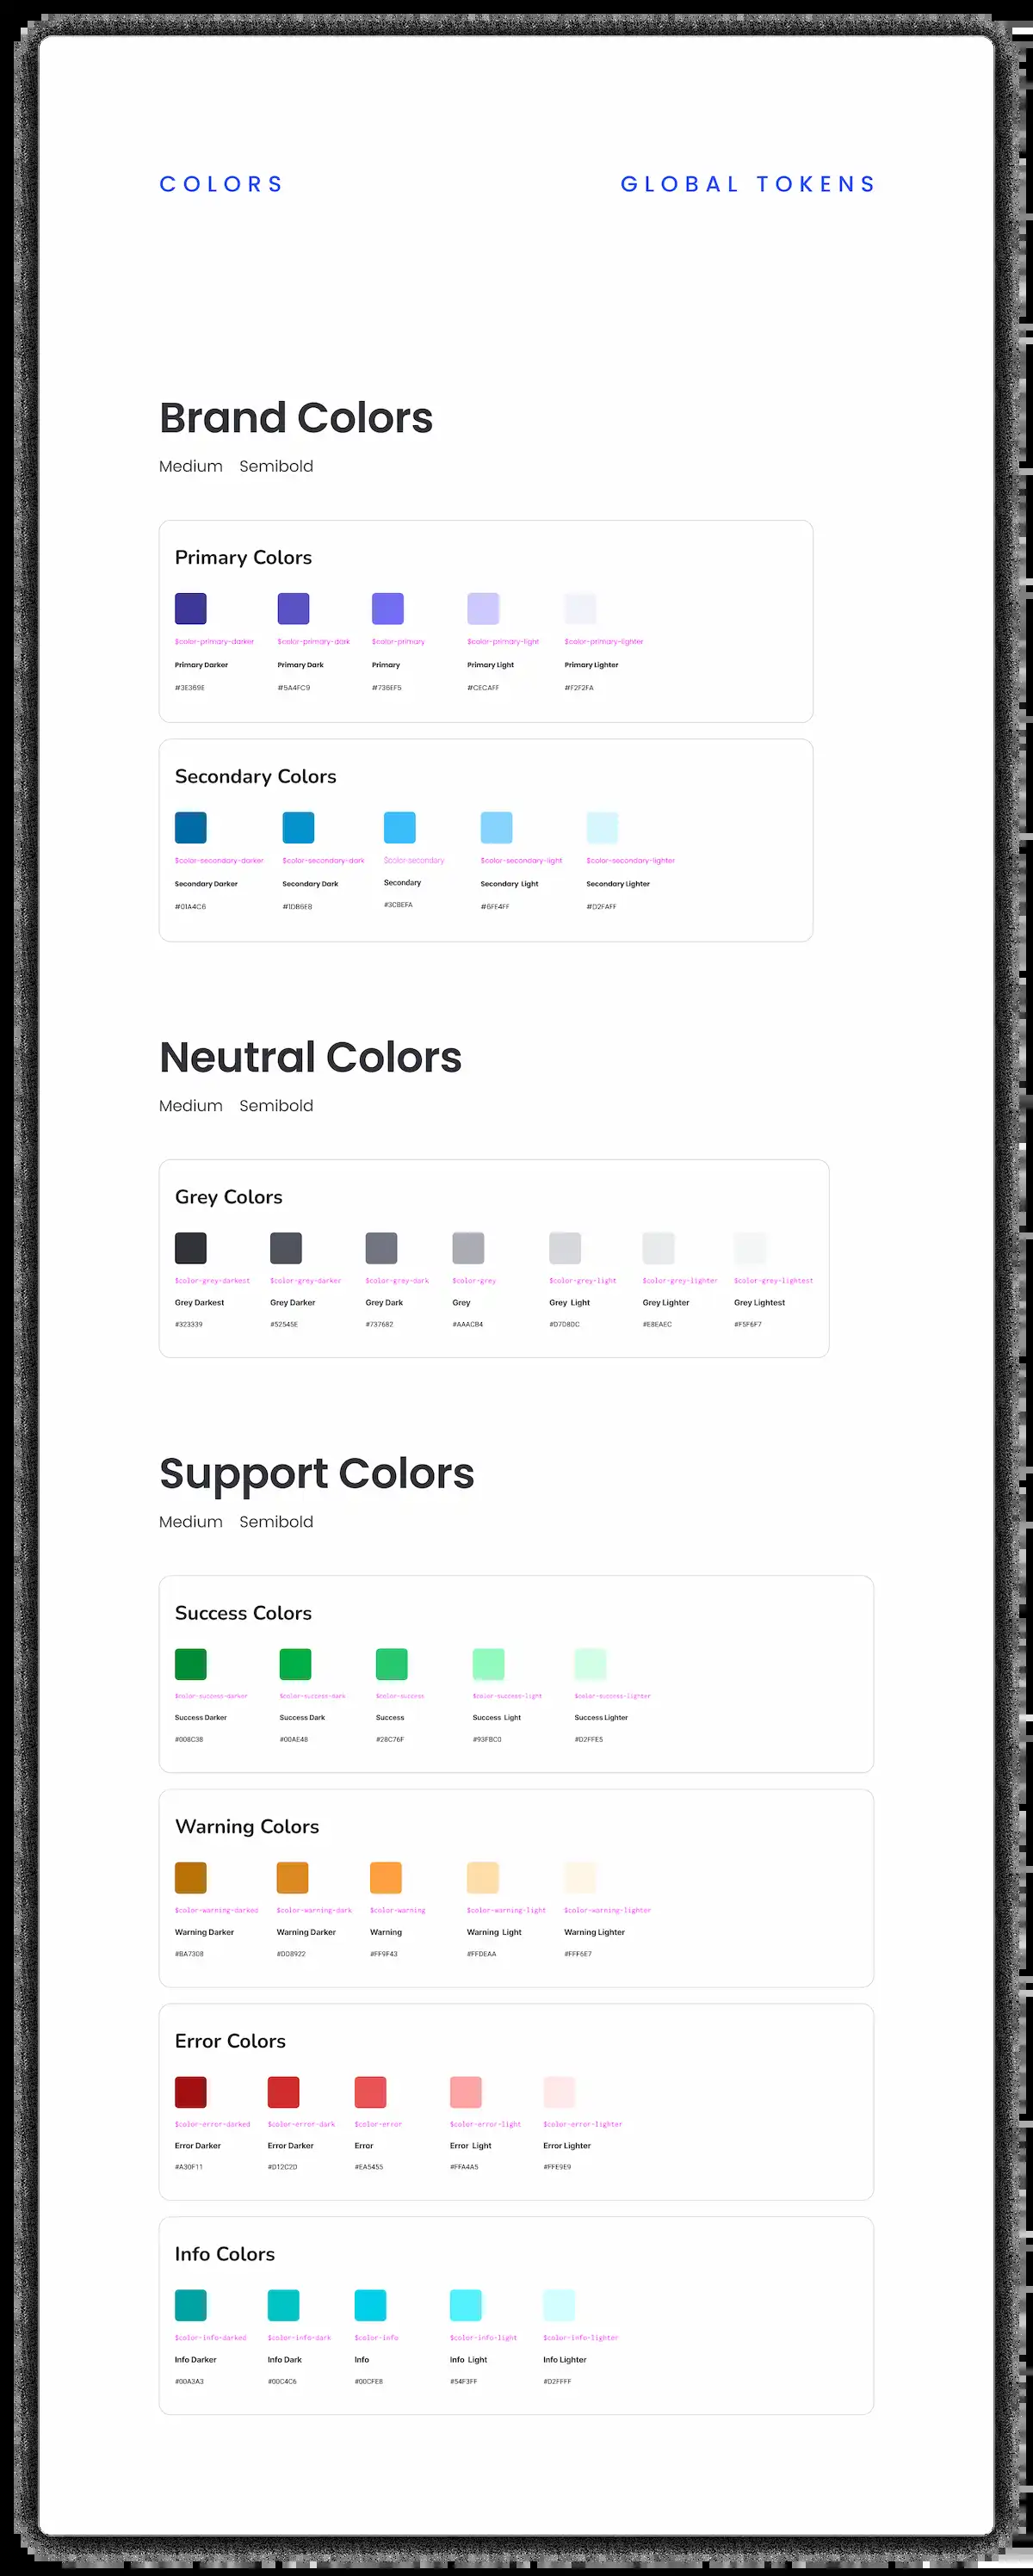 COLORS GLOBAL TOKENS
Brand Colors
Medium Semibold
Primary Colors
$color-primary-darker $color-primary-dark $color-primary $color-primary-light $color-primary-lighter
Primary Darker Primary Dark Primary Primary Light Primary Lighter
#3E369E #5A4FC9 #736EF5 #CECAFF #F2F2FA
Secondary Colors
$color-secondary-darker $color-secondary-dark $color-secondary $color-secondary-light $color-secondary-lighter
Secondary Darker Secondary Dark Secondary Secondary Light Secondary Lighter
#01A4C6 #1DB6E8 #3CBEFA #6FE4FF #D2FAFF
Neutral Colors
Medium Semibold
Grey Colors
$color-grey-darkest $color-grey-darker $color-grey-dark $color-grey $color-grey-light $color-grey-lighter $color-grey-lightest
Grey Darkest Grey Darker Grey Dark Grey Grey Light Grey Lighter Grey Lightest
#323339 #52545E #737682 #AAACB4 #D7D8DC #E8EAEC #F5F6F7
Support Colors
Medium Semibold
Success Colors
$color-success-darker $color-success-dark $color-success $color-success-light $color-success-lighter
Success Darker Success Dark Success Success Light Success Lighter
#008C38 #00AE48 #28C76F #93FBC0 #D2FFE5
Warning Colors
$color-warning-darked $color-warning-dark $color-warning $color-warning-light $color-warning-lighter
Warning Darker Warning Darker Warning Warning Light Warning Lighter
#BA7308 #DD8922 #FF9F43 #FFDEAA #FFF6E7
Error Colors
$color-error-darked $color-error-dark $color-error $color-error-light $color-error-lighter
Error Darker Error Darker Error Error Light Error Lighter
#A30F11 #D12C2D #EA5455 #FFA4A5 #FFE9E9
Info Colors
$color-info-darked $color-info-dark $color-info $color-info-light $color-info-lighter
Info Darker Info Dark Info Info Light Info Lighter
#00A3A3 #00C4C6 #00CFE8 #54F3FF #D2FFFF